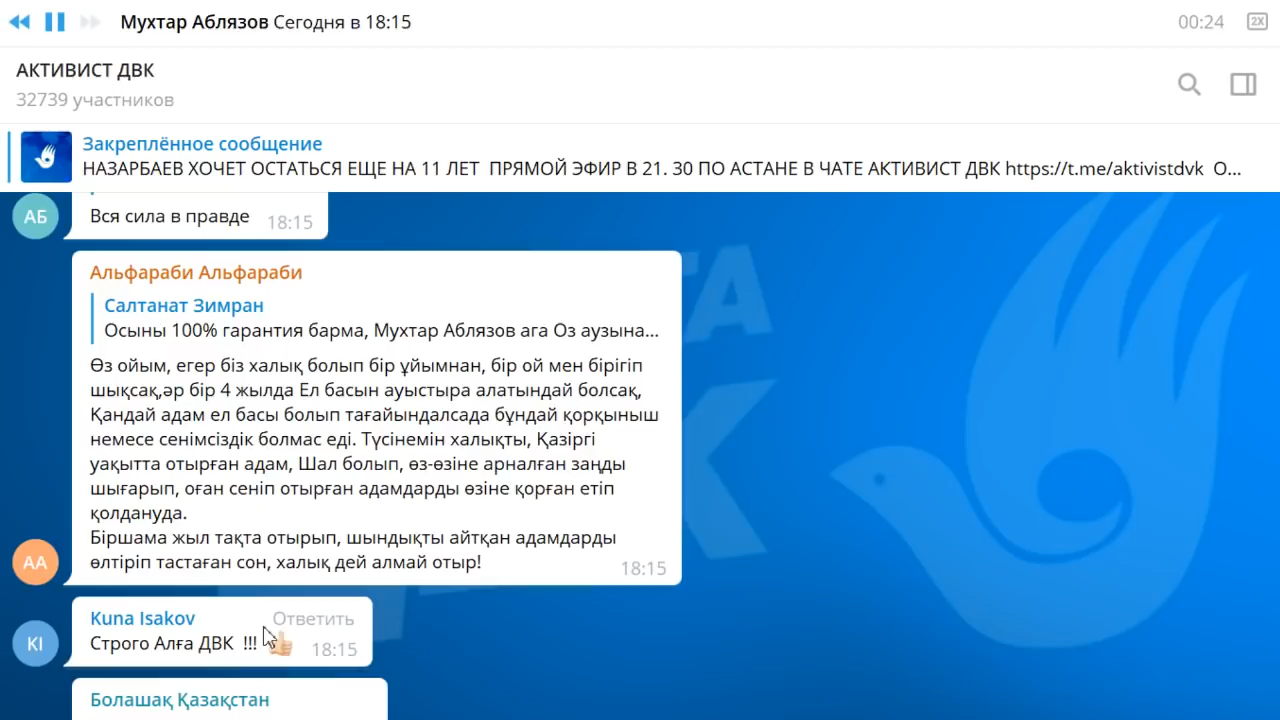 Мухтар Аблязов Сегодня в 18:15
00:24
2X
АКТИВИСТ ДВК
32739 участников
Закреплённое сообщение
НАЗАРБАЕВ ХОЧЕТ ОСТАТЬСЯ ЕЩЕ НА 11 ЛЕТ ПРЯМОЙ ЭФИР В 21. 30 ПО АСТАНЕ В ЧАТЕ АКТИВИСТ ДВК https://t.me/aktivistdvk О...
АБ
Вся сила в правде
18:15
Альфараби Альфараби
Салтанат Зимран
Осыны 100% гарантия барма, Мухтар Аблязов ага Оз аузына...
Өз ойым, егер біз халық болып бір ұйымнан, бір ой мен бірігіп
шықсақ,әр бір 4 жылда Ел басын ауыстыра алатындай болсақ,
Қандай адам ел басы болып тағайындалсада бұндай қорқыныш
немесе сенімсіздік болмас еді. Түсінемін халықты, Қазіргі
уақытта отырған адам, Шал болып, өз-өзіне арналған заңды
шығарып, оған сеніп отырған адамдарды өзіне қорған етіп
қолдануда.
Біршама жыл тақта отырып, шындықты айтқан адамдарды
өлтіріп тастаған сон, халық дей алмай отыр!
18:15
АА
Kuna Isakov
Ответить
KI
Строго Алға ДВК !!!
18:15
Болашақ Қазақстан